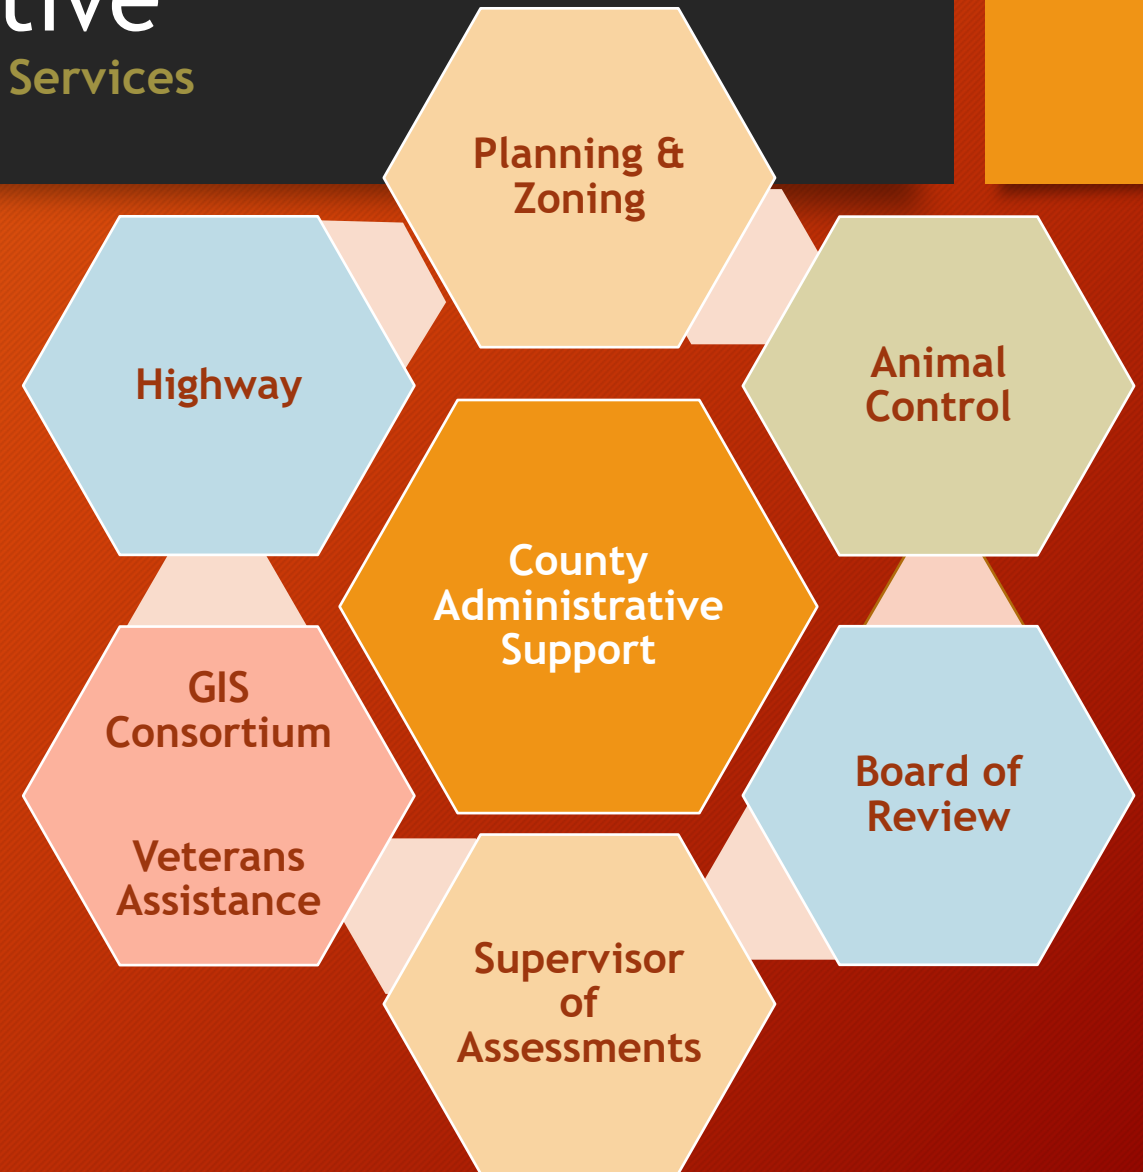 tive
Services
Planning &
Zoning
Highway
Animal
Control
County
Administrative
Support
GIS
Consortium
Veterans
Assistance
Board of
Review
Supervisor
of
Assessments